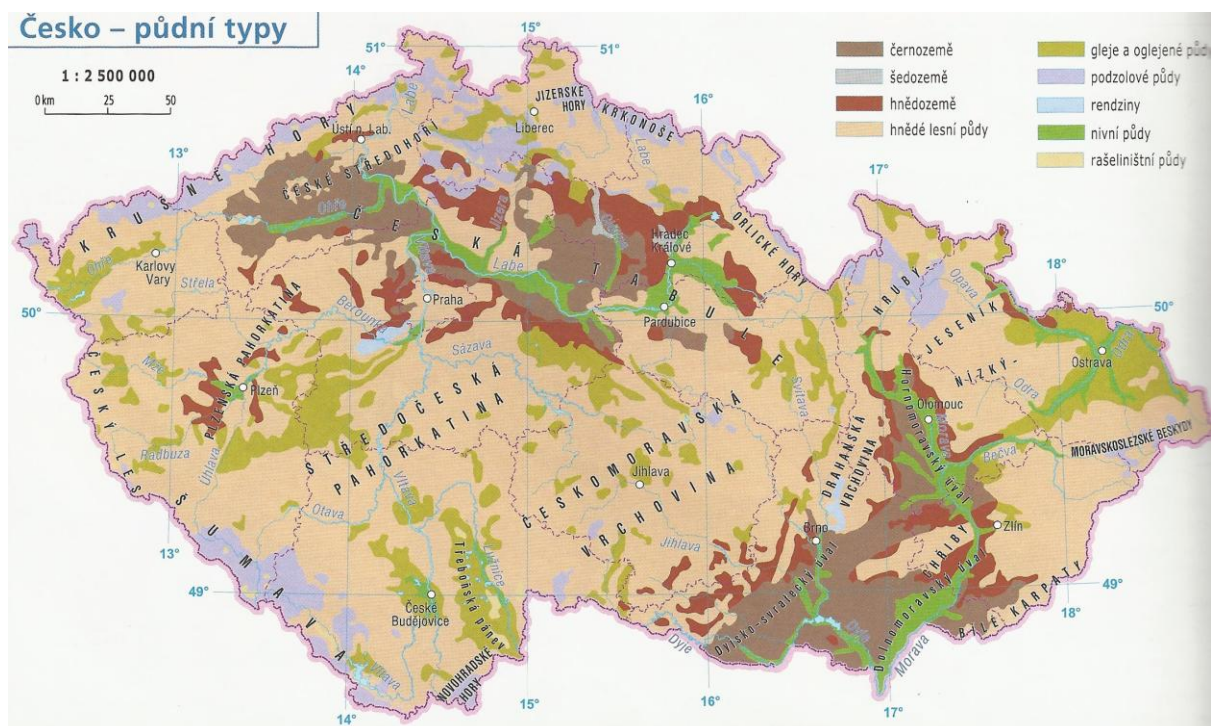 Česko – půdní typy
1 : 2 500 000
0 km 25 50
černozemě
šedozemě
hnědozemě
hnědé lesní půdy
gleje a oglejené půdy
podzolové půdy
rendziny
nivní půdy
rašeliništní půdy
51°
14°
15°
51°
16°
13°
17°
18°
50°
50°
13°
49°
49°
18°
14°
15°
16°
17°
KRUŠNÉ HORY
Ústí n. Lab.
Labe
JIZERSKÉ HORY
Liberec
KRKONOŠE
Labe
ČESKÉ STŘEDOHOŘÍ
Ohře
ČESKÁ TABULE
Jizera
Hradec Králové
ORLICKÉ HORY
Ohře
Karlovy Vary
Střela
Labe
Praha
Pardubice
Berounka
Sázava
HRUBÝ JESENÍK
Opava
NÍZKÝ-
Ostrava
Odra
ČESKÝ LES
Mže
PLZEŇSKÁ PAHORKATINA
Plzeň
Radbuza
Úhlava
STŘEDOČESKÁ PAHORKATINA
Vltava
Otava
ČESKOMORAVSKÁ VRCHOVINA
Jihlava
Jihlava
Svitava
DRAHANSKÁ VRCHOVINA
Hornomoravský úval
Olomouc
Morava
Bečva
MORAVSKOSLEZSKÉ BESKYDY
ŠUMAVA
Vltava
České Budějovice
Třeboňská pánev
Lužnice
NOVOHRADSKÉ HORY
Brno
Zlín
CHŘIBY
Dyjsko-svratecký úval
Dolnomoravský úval
BÍLÉ KARPATY
Dyje
Dyje
Morava